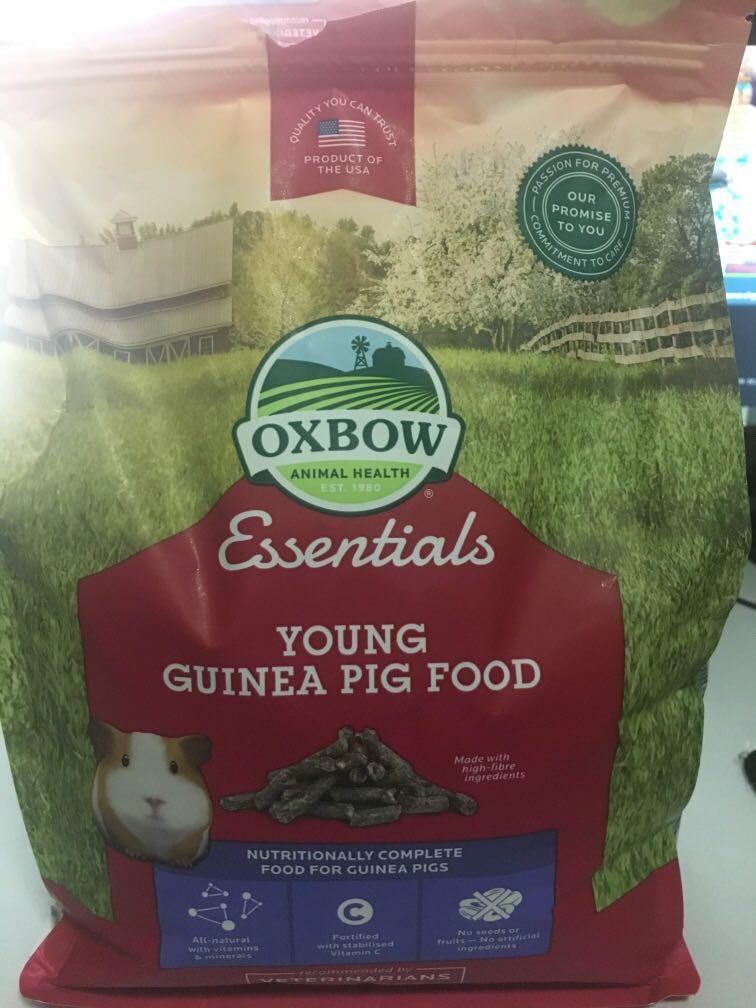 QUALITY YOU CAN TRUST
PRODUCT OF
THE USA
PASSION FOR PREMIUM
OUR
PROMISE
TO YOU
COMMITMENT TO CARE
OXBOW
ANIMAL HEALTH
EST. 1980
®
Essentials
YOUNG
GUINEA PIG FOOD
Made with
high-fibre
ingredients
NUTRITIONALLY COMPLETE
FOOD FOR GUINEA PIGS
C
All-natural
with vitamins
& minerals
Fortified
with stabilised
Vitamin C
No seeds or
fruits — No artificial
ingredients
recommended by
VETERINARIANS